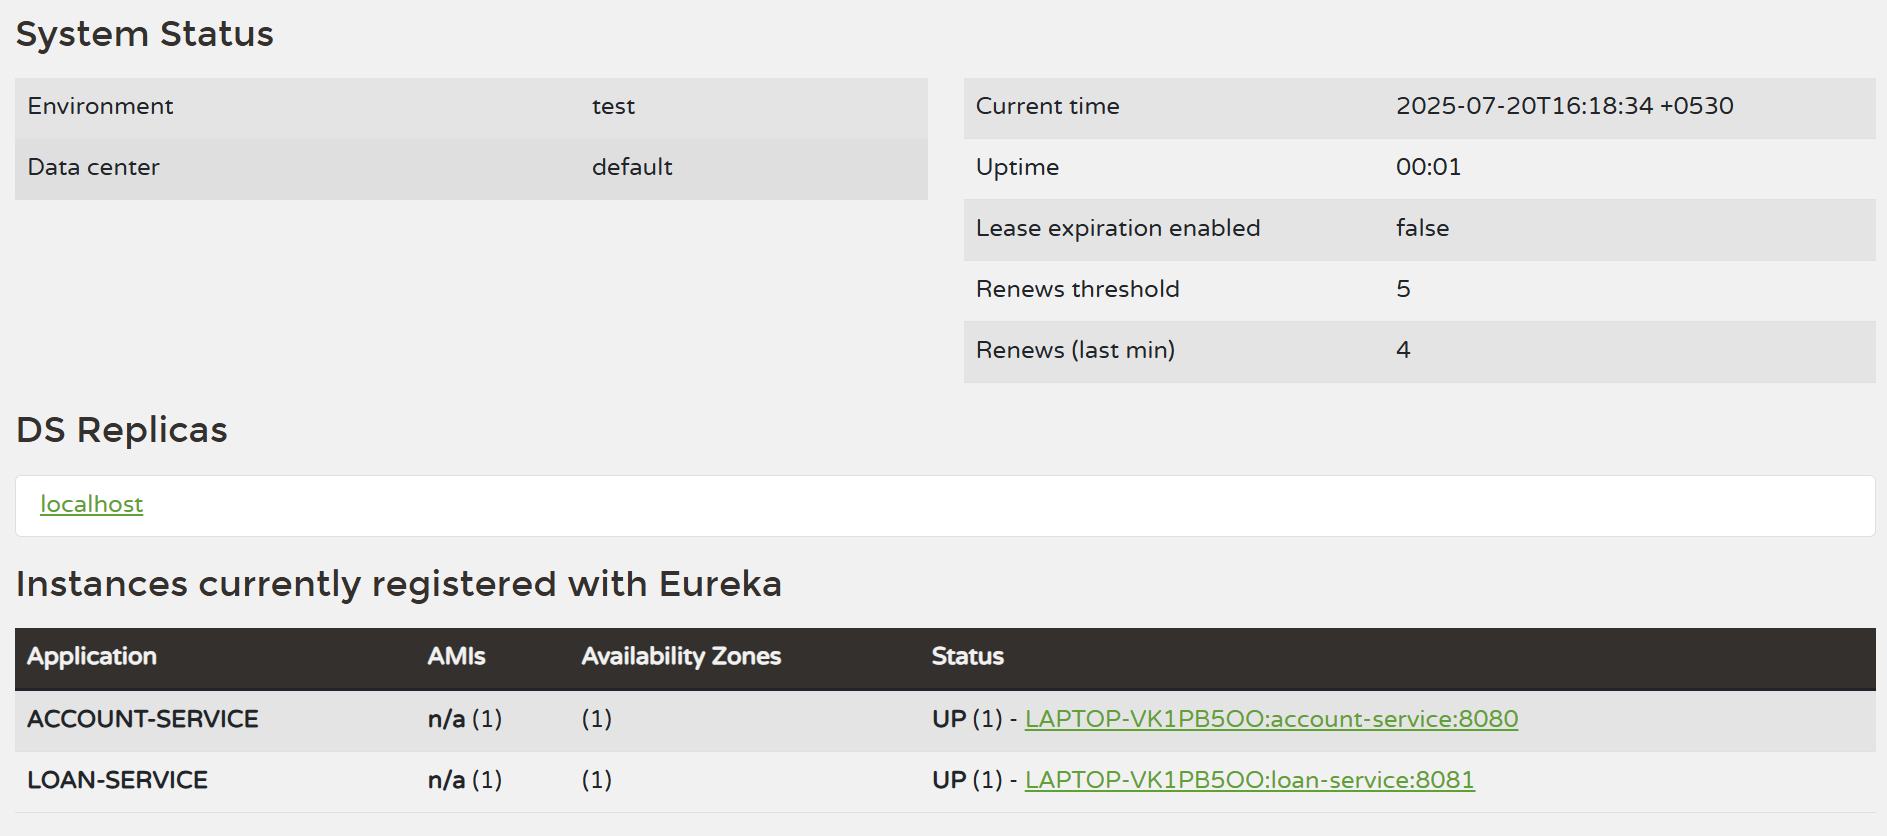 System Status
Environment test
Data center default
Current time 2025-07-20T16:18:34 +0530
Uptime 00:01
Lease expiration enabled false
Renews threshold 5
Renews (last min) 4
DS Replicas
localhost
Instances currently registered with Eureka
Application AMIs Availability Zones Status
ACCOUNT-SERVICE n/a (1) (1) UP (1) - LAPTOP-VK1PB5OO:account-service:8080
LOAN-SERVICE n/a (1) (1) UP (1) - LAPTOP-VK1PB5OO:loan-service:8081